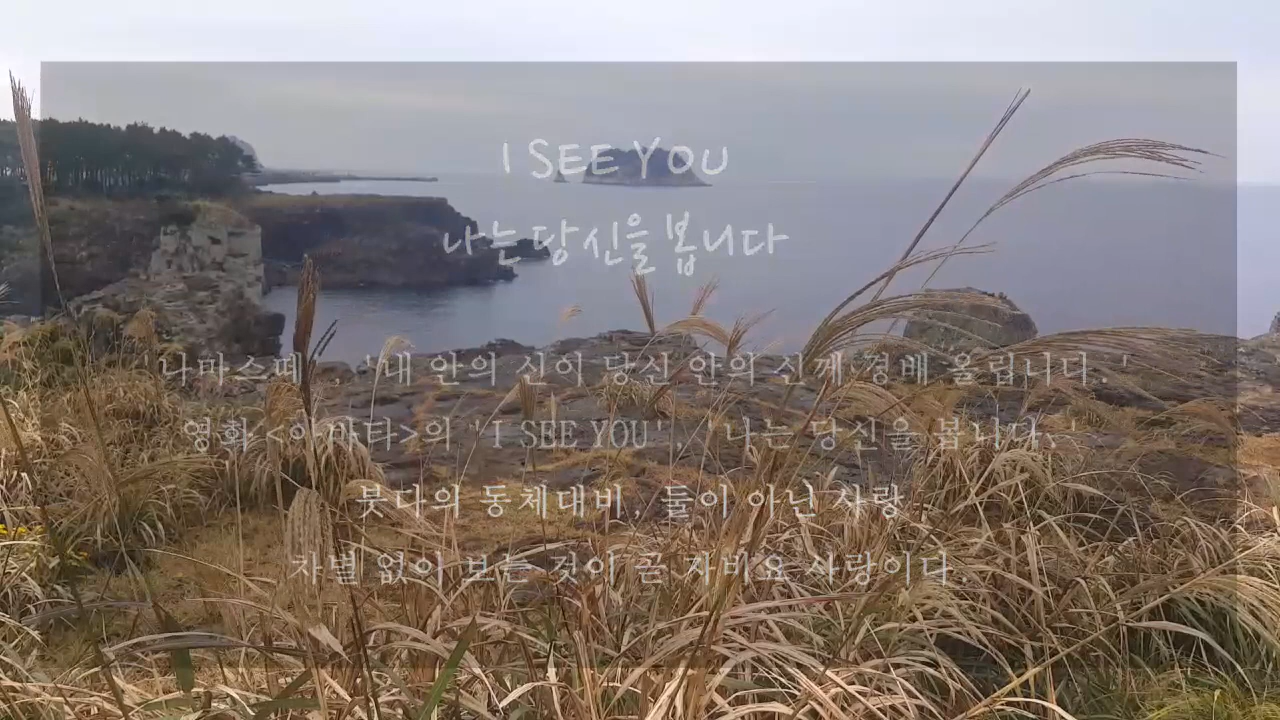 I SEE YOU
나는 당신을 봅니다
나마스떼 '내 안의 신이 당신 안의 신께 경배 올립니다.'
영화 <아바타>의 'I SEE YOU' '나는 당신을 봅니다.'
붓다의 동체대비, 둘이 아닌 사랑
차별 없이 보는 것이 곧 자비요 사랑이다